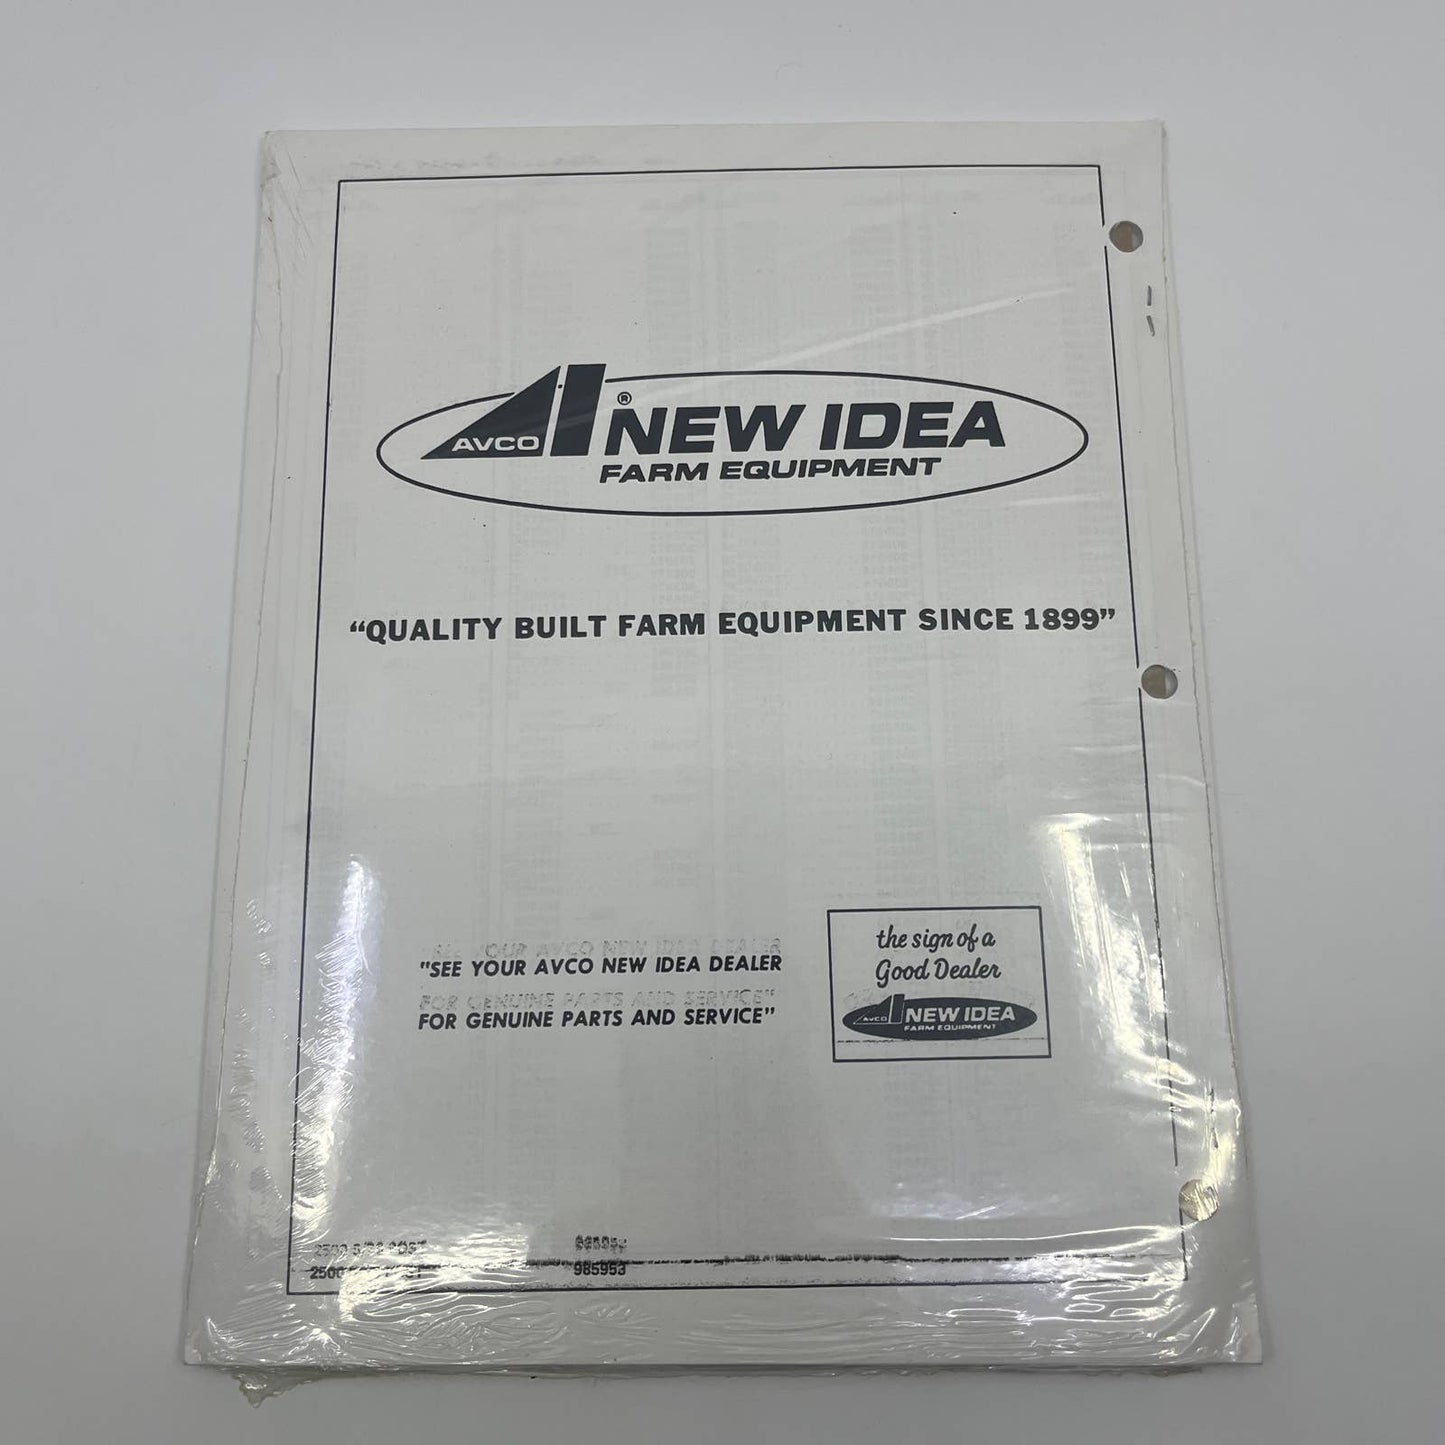 AVCO
®
NEW IDEA
FARM EQUIPMENT
“QUALITY BUILT FARM EQUIPMENT SINCE 1899”
"SEE YOUR AVCO NEW IDEA DEALER
FOR GENUINE PARTS AND SERVICE"
the sign of a
Good Dealer
AVCO NEW IDEA
FARM EQUIPMENT
2500
985953